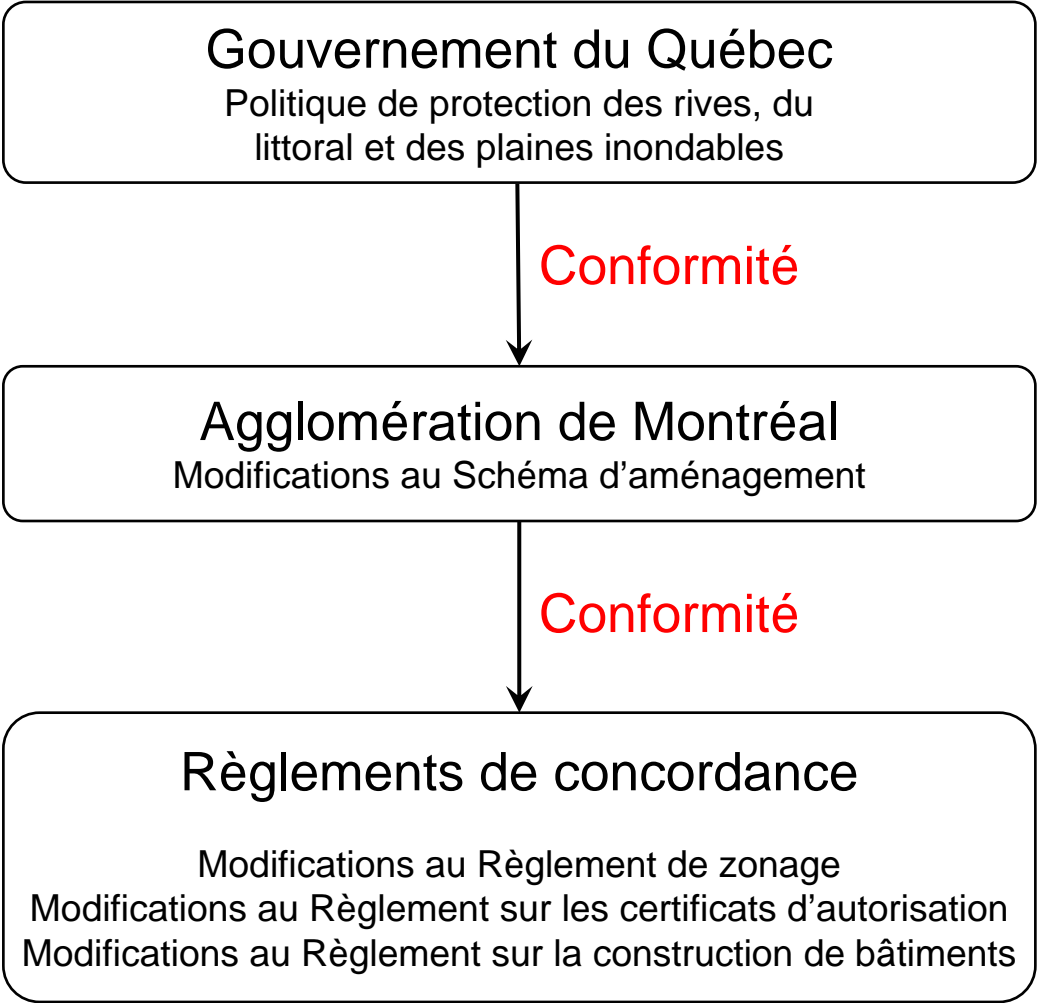 Gouvernement du Québec
Politique de protection des rives, du
littoral et des plaines inondables
Conformité
Agglomération de Montréal
Modifications au Schéma d’aménagement
Conformité
Règlements de concordance
Modifications au Règlement de zonage
Modifications au Règlement sur les certificats d’autorisation
Modifications au Règlement sur la construction de bâtiments